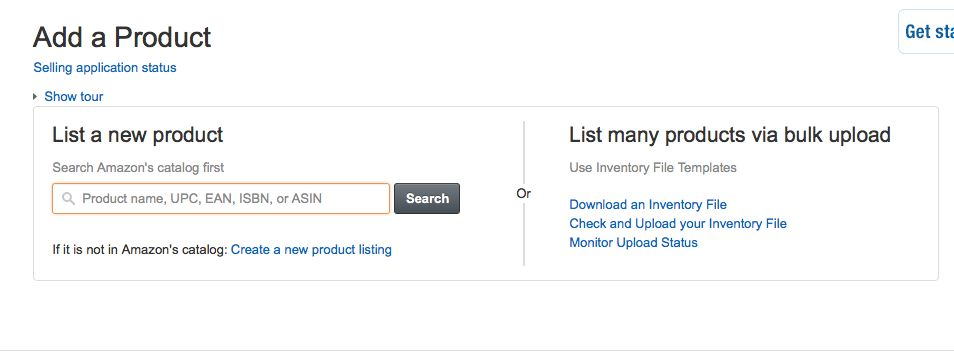 Add a Product
Get sta
Selling application status
Show tour
List a new product
Search Amazon's catalog first
Product name, UPC, EAN, ISBN, or ASIN
Search
If it is not in Amazon's catalog: Create a new product listing
Or
List many products via bulk upload
Use Inventory File Templates
Download an Inventory File
Check and Upload your Inventory File
Monitor Upload Status